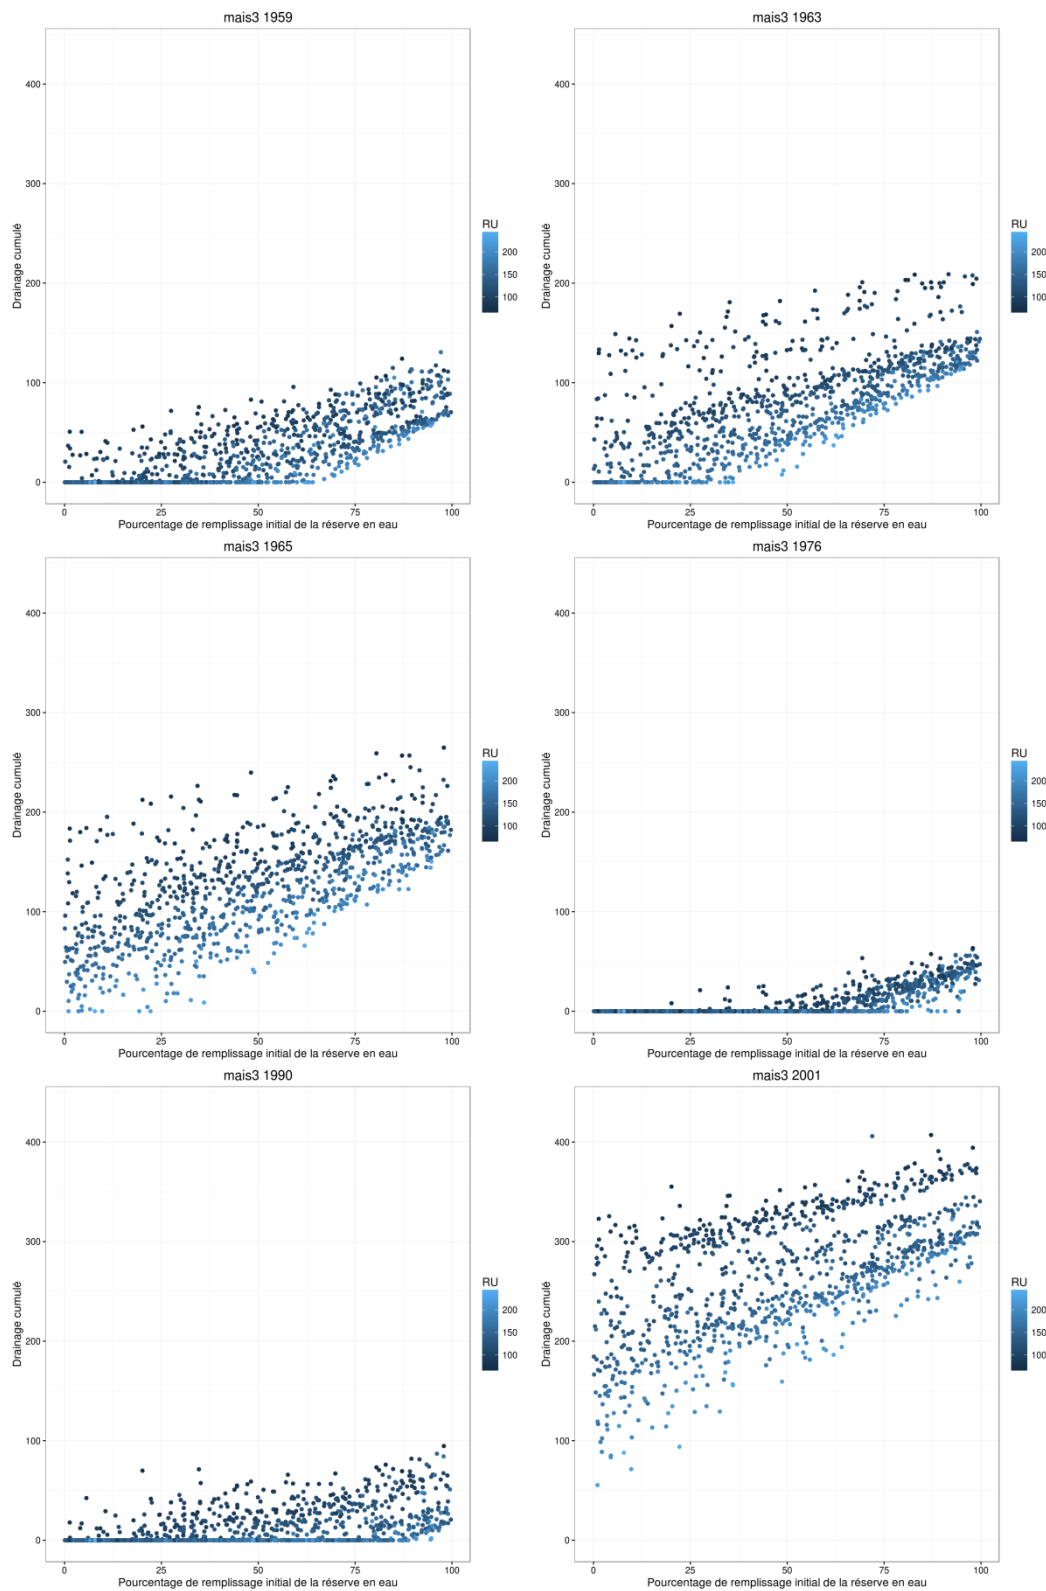 mais3 1959
400
300
200
100
0
Drainage cumulé
0 25 50 75 100
Pourcentage de remplissage initial de la réserve en eau
RU
200
150
100
mais3 1963
400
300
200
100
0
Drainage cumulé
0 25 50 75 100
Pourcentage de remplissage initial de la réserve en eau
RU
200
150
100
mais3 1965
400
300
200
100
0
Drainage cumulé
0 25 50 75 100
Pourcentage de remplissage initial de la réserve en eau
RU
200
150
100
mais3 1976
400
300
200
100
0
Drainage cumulé
0 25 50 75 100
Pourcentage de remplissage initial de la réserve en eau
RU
200
150
100
mais3 1990
400
300
200
100
0
Drainage cumulé
0 25 50 75 100
Pourcentage de remplissage initial de la réserve en eau
RU
200
150
100
mais3 2001
400
300
200
100
0
Drainage cumulé
0 25 50 75 100
Pourcentage de remplissage initial de la réserve en eau
RU
200
150
100